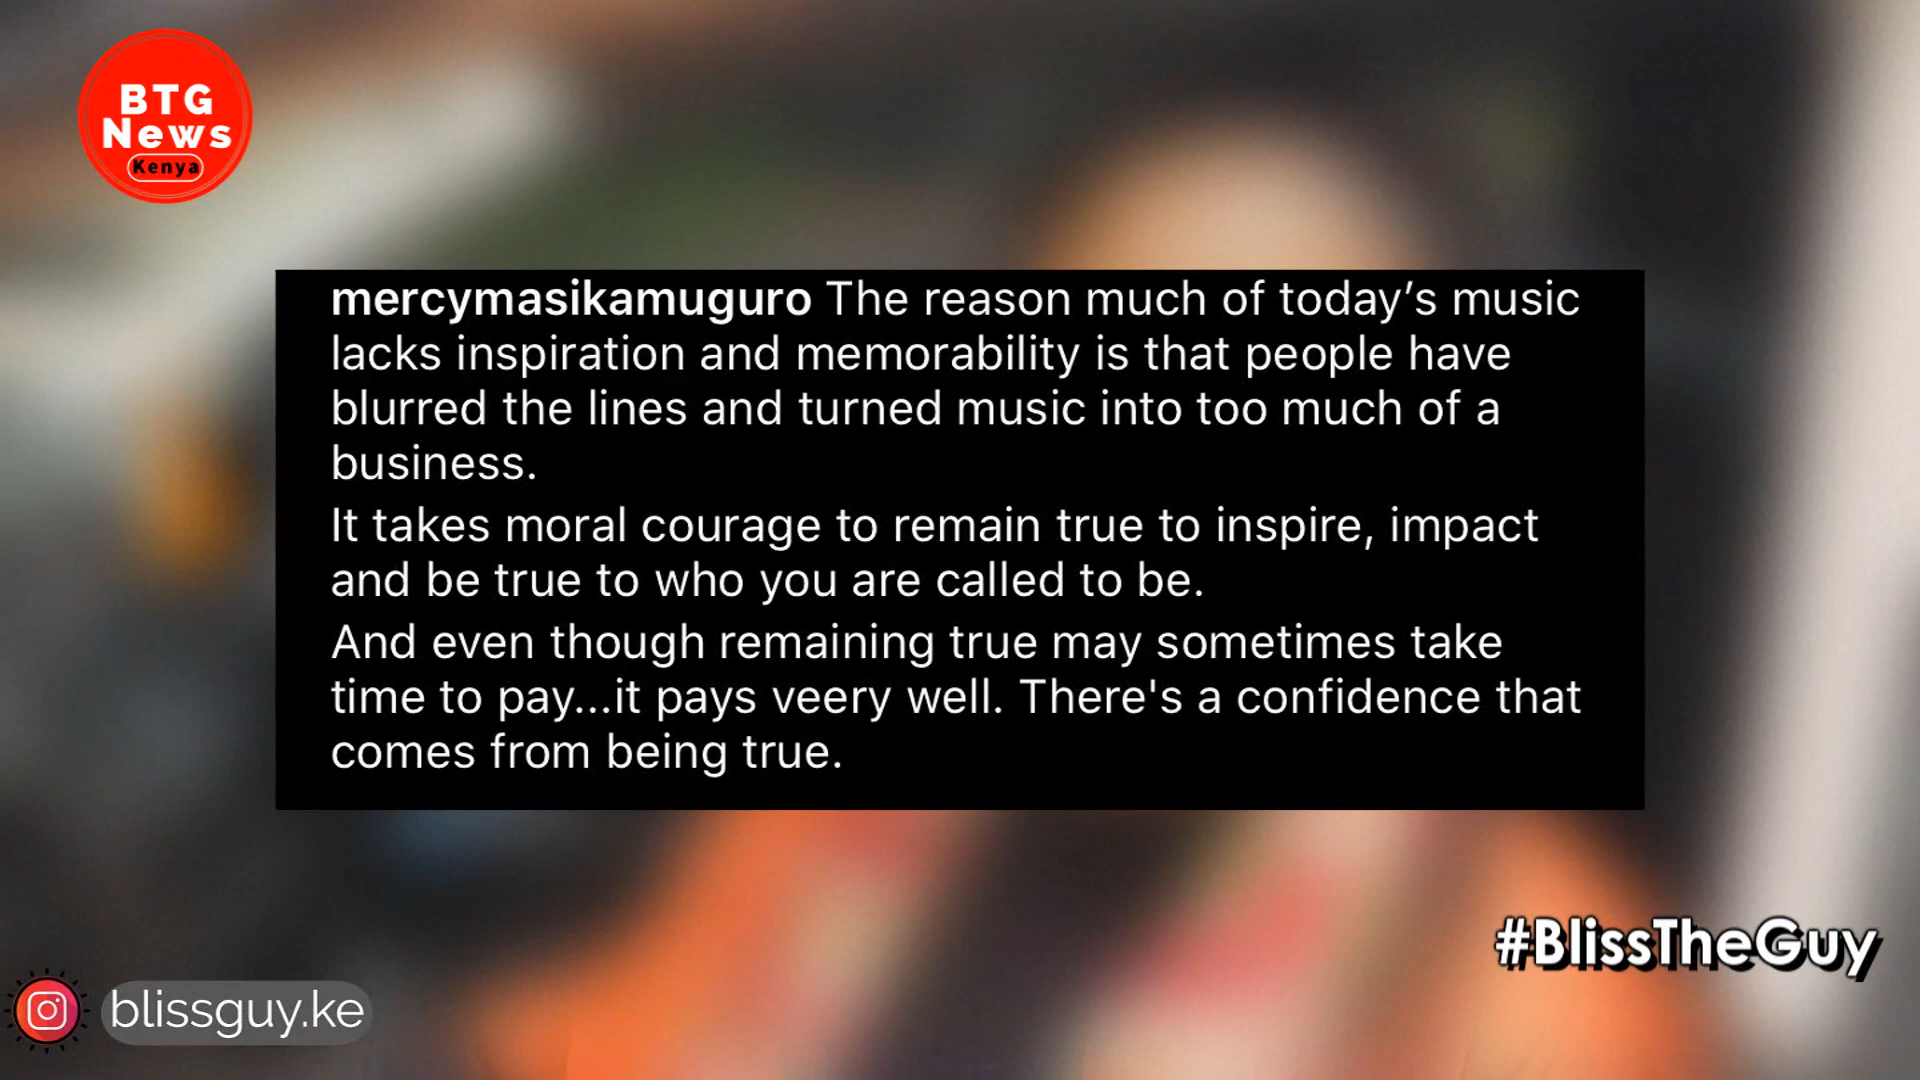 BTG
News
Kenya
mercymasikamuguro The reason much of today’s music
lacks inspiration and memorability is that people have
blurred the lines and turned music into too much of a
business.
It takes moral courage to remain true to inspire, impact
and be true to who you are called to be.
And even though remaining true may sometimes take
time to pay...it pays veery well. There's a confidence that
comes from being true.
#BlissTheGuy
blissguy.ke